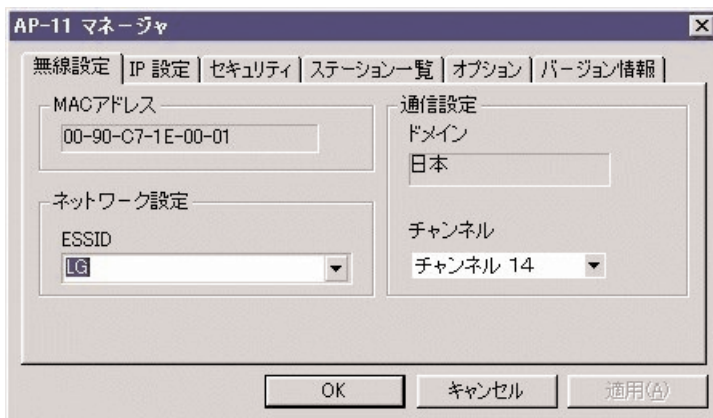 AP-11 マネージャ
無線設定 IP 設定 セキュリティ ステーション一覧 オプション バージョン情報
MACアドレス
00-90-C7-1E-00-01
ネットワーク設定
ESSID
LG
通信設定
ドメイン
日本
チャンネル
チャンネル 14
OK キャンセル 適用(A)